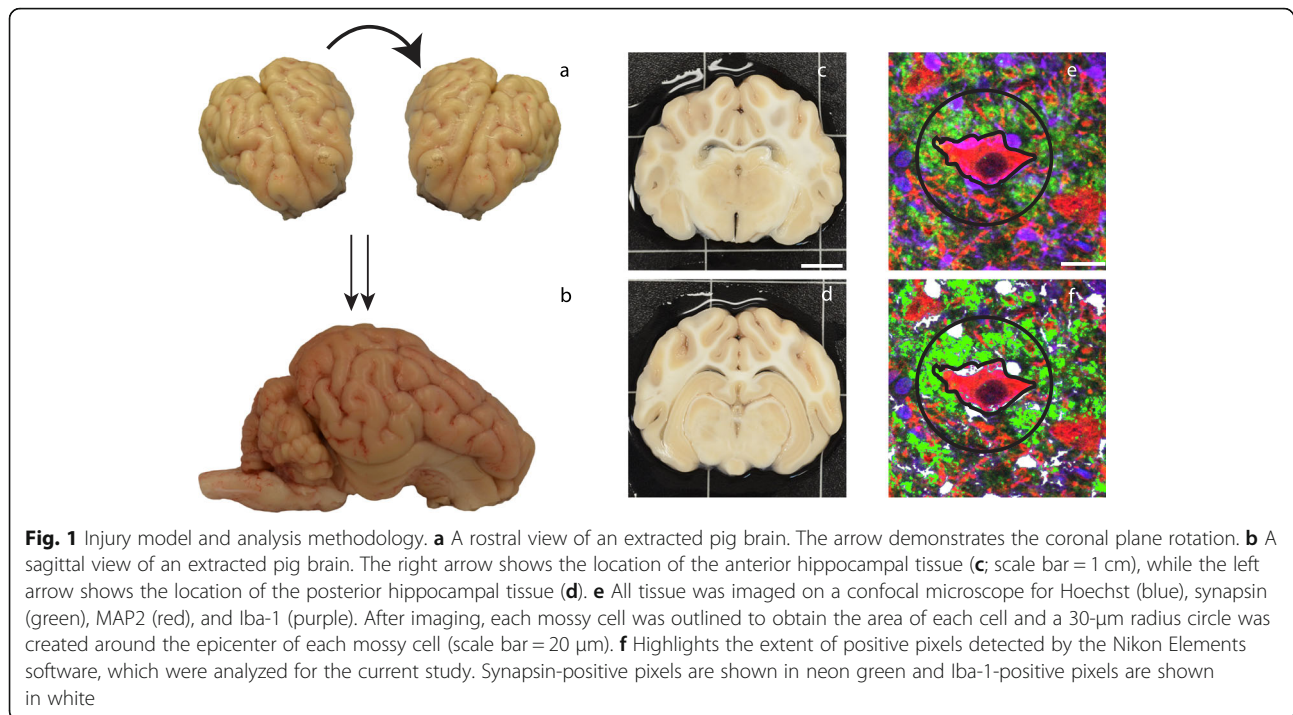 a
c
e
b
d
f
Fig. 1 Injury model and analysis methodology. a A rostral view of an extracted pig brain. The arrow demonstrates the coronal plane rotation. b A
sagittal view of an extracted pig brain. The right arrow shows the location of the anterior hippocampal tissue (c; scale bar = 1 cm), while the left
arrow shows the location of the posterior hippocampal tissue (d). e All tissue was imaged on a confocal microscope for Hoechst (blue), synapsin
(green), MAP2 (red), and Iba-1 (purple). After imaging, each mossy cell was outlined to obtain the area of each cell and a 30-μm radius circle was
created around the epicenter of each mossy cell (scale bar = 20 μm). f Highlights the extent of positive pixels detected by the Nikon Elements
software, which were analyzed for the current study. Synapsin-positive pixels are shown in neon green and Iba-1-positive pixels are shown
in white